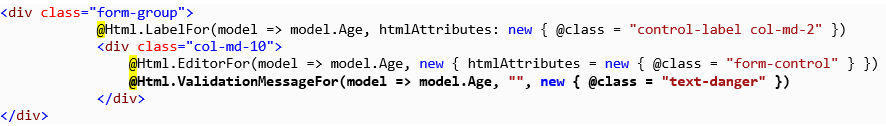 <div class="form-group">
@Html.LabelFor(model => model.Age, htmlAttributes: new { @class = "control-label col-md-2" })
<div class="col-md-10">
@Html.EditorFor(model => model.Age, new { htmlAttributes = new { @class = "form-control" } })
@Html.ValidationMessageFor(model => model.Age, "", new { @class = "text-danger" })
</div>
</div>